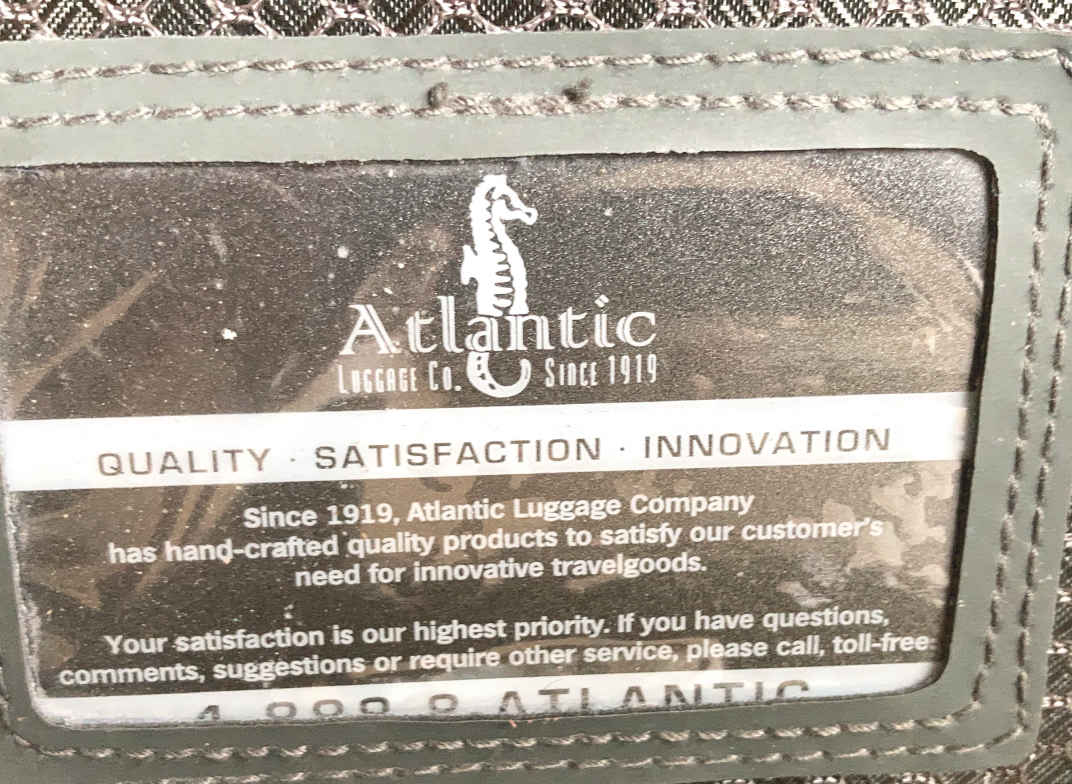 Atlantic
LUGGAGE CO. SINCE 1919
QUALITY · SATISFACTION · INNOVATION
Since 1919, Atlantic Luggage Company
has hand-crafted quality products to satisfy our customer's
need for innovative travelgoods.
Your satisfaction is our highest priority. If you have questions,
comments, suggestions or require other service, please call, toll-free
ATLANTIC